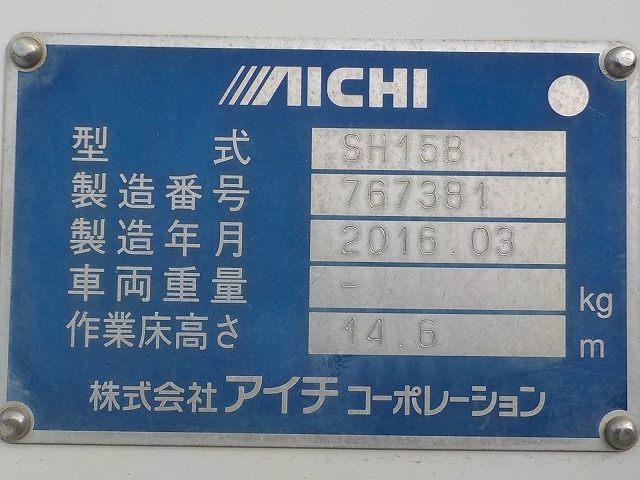 AICHI
型式 SH15B
製造番号 767381
製造年月 2016.03
車両重量 - kg
作業床高さ 14.6 m
株式会社アイチコーポレーション